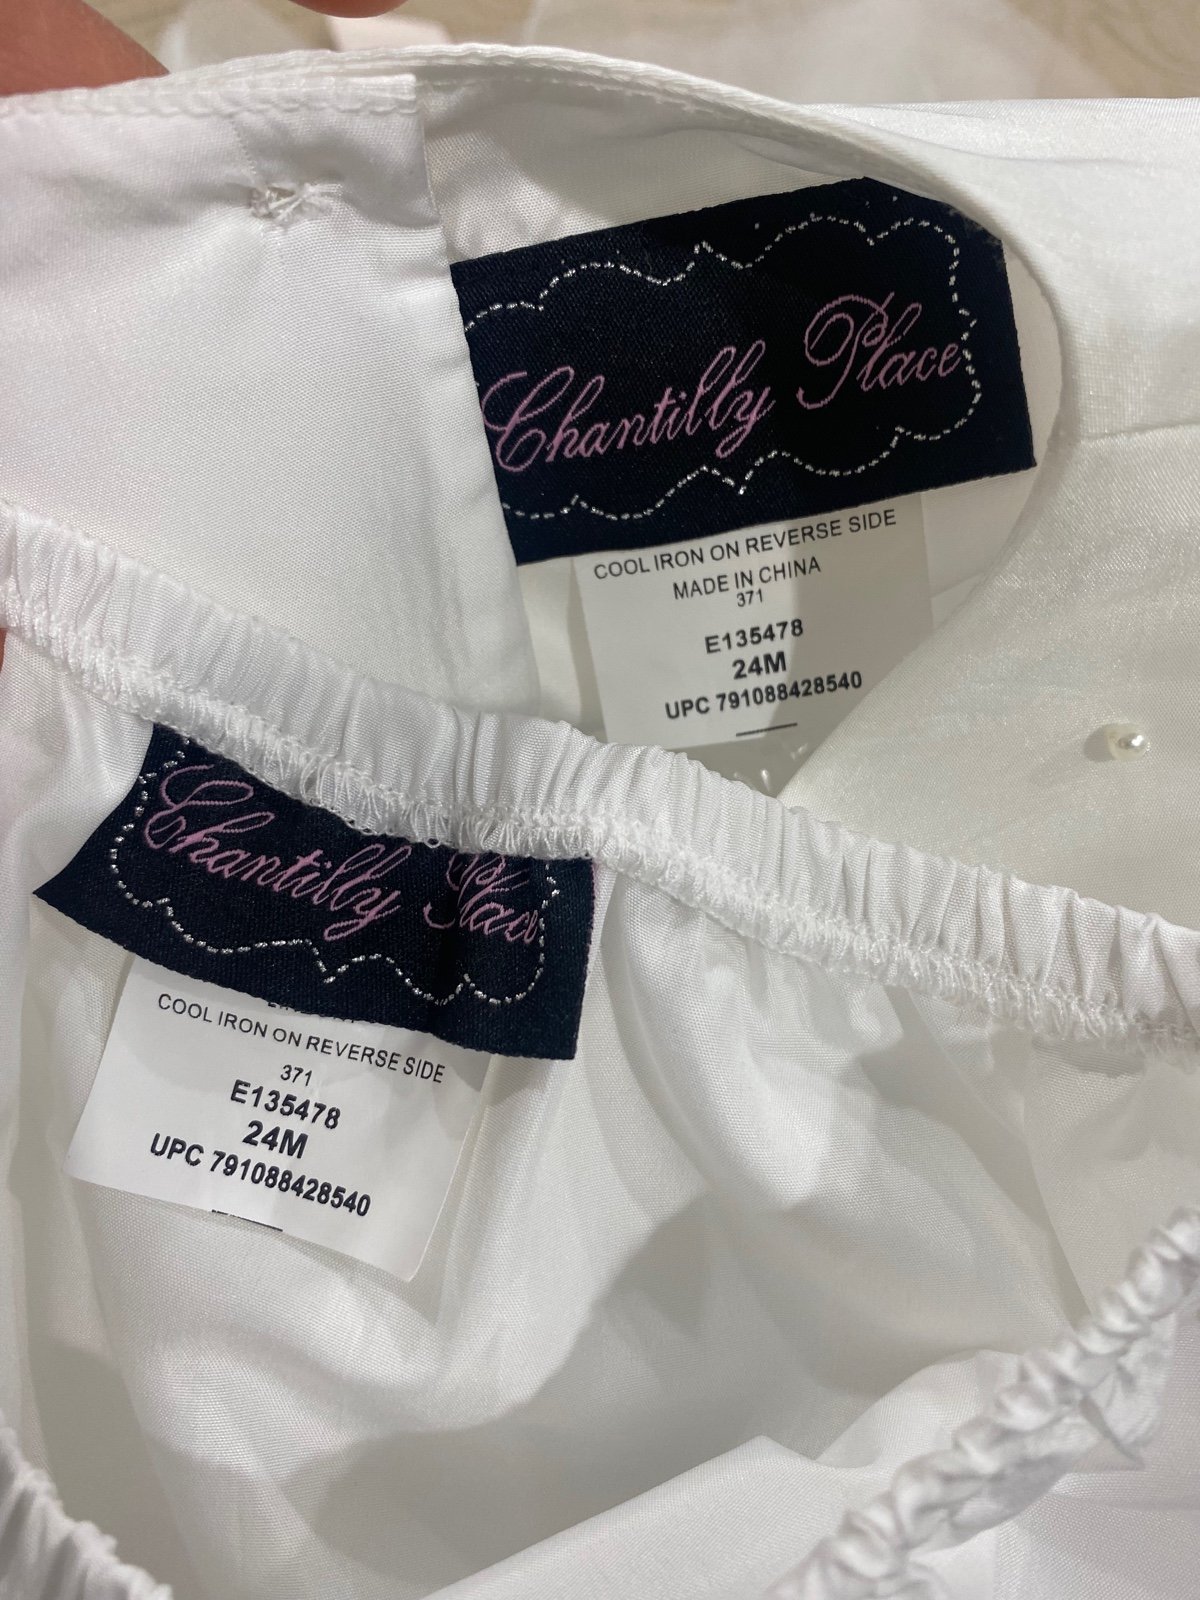 Chantilly Place
COOL IRON ON REVERSE SIDE
MADE IN CHINA
371
E135478
24M
UPC 791088428540
Chantilly Place
COOL IRON ON REVERSE SIDE
371
E135478
24M
UPC 791088428540